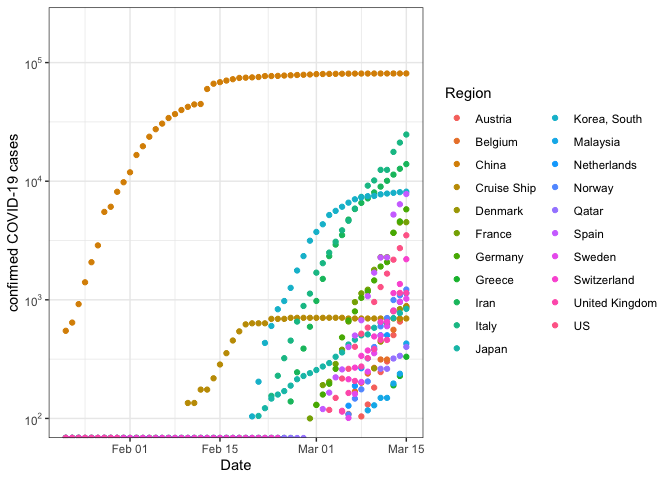 10^5
10^4
10^3
10^2
confirmed COVID-19 cases
Feb 01
Feb 15
Mar 01
Mar 15
Date
Region
Austria
Belgium
China
Cruise Ship
Denmark
France
Germany
Greece
Iran
Italy
Japan
Korea, South
Malaysia
Netherlands
Norway
Qatar
Spain
Sweden
Switzerland
United Kingdom
US